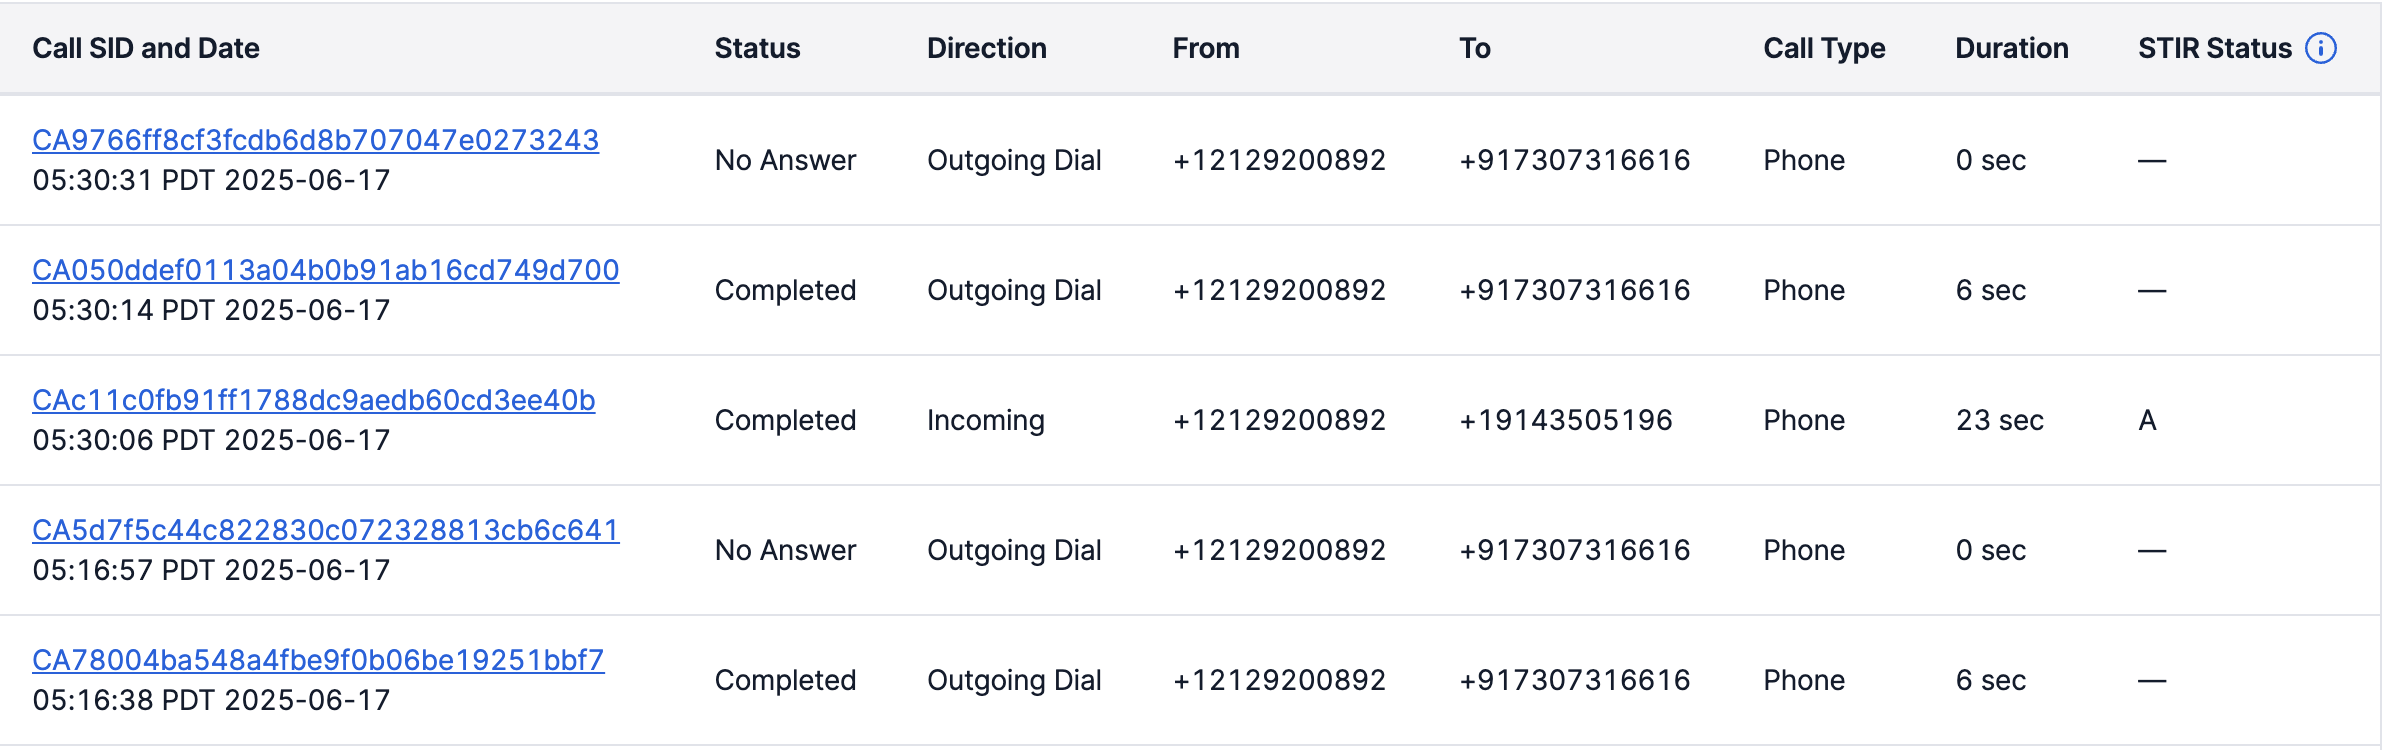 Call SID and Date Status Direction From To Call Type Duration STIR Status
CA9766ff8cf3fcdb6d8b707047e0273243
05:30:31 PDT 2025-06-17
No Answer Outgoing Dial +12129200892 +917307316616 Phone 0 sec —
CA050ddef0113a04b0b91ab16cd749d700
05:30:14 PDT 2025-06-17
Completed Outgoing Dial +12129200892 +917307316616 Phone 6 sec —
CAc11c0fb91ff1788dc9aedb60cd3ee40b
05:30:06 PDT 2025-06-17
Completed Incoming +12129200892 +19143505196 Phone 23 sec A
CA5d7f5c44c822830c072328813cb6c641
05:16:57 PDT 2025-06-17
No Answer Outgoing Dial +12129200892 +917307316616 Phone 0 sec —
CA78004ba548a4fbe9f0b06be19251bbf7
05:16:38 PDT 2025-06-17
Completed Outgoing Dial +12129200892 +917307316616 Phone 6 sec —